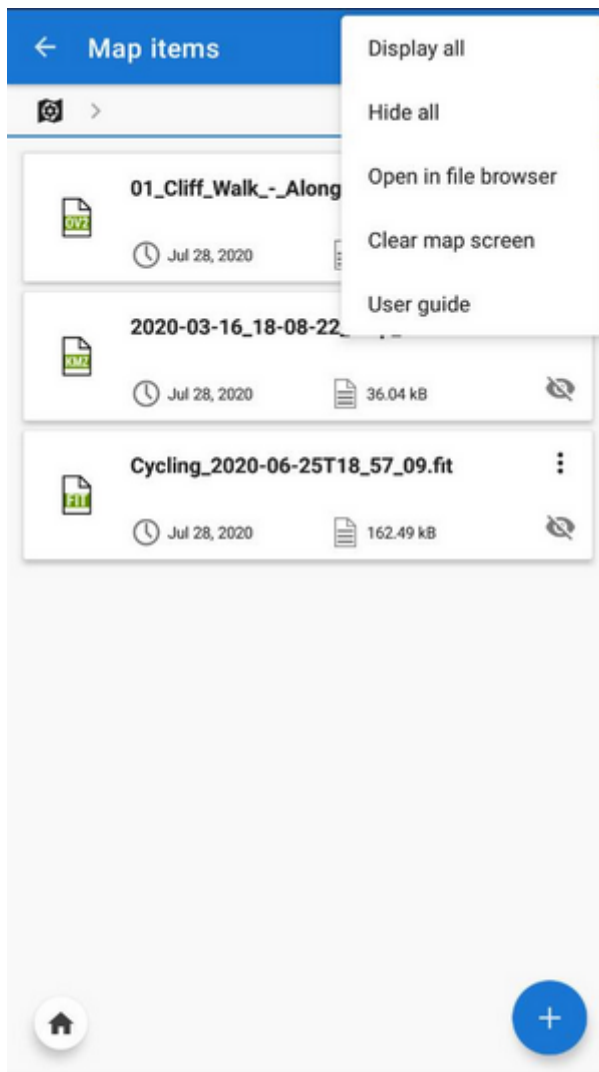 Map items
Display all
Hide all
Open in file browser
Clear map screen
User guide
01_Cliff_Walk_-_Along
OV2
Jul 28, 2020
2020-03-16_18-08-22_
KMZ
Jul 28, 2020 36.04 kB
Cycling_2020-06-25T18_57_09.fit
FIT
Jul 28, 2020 162.49 kB